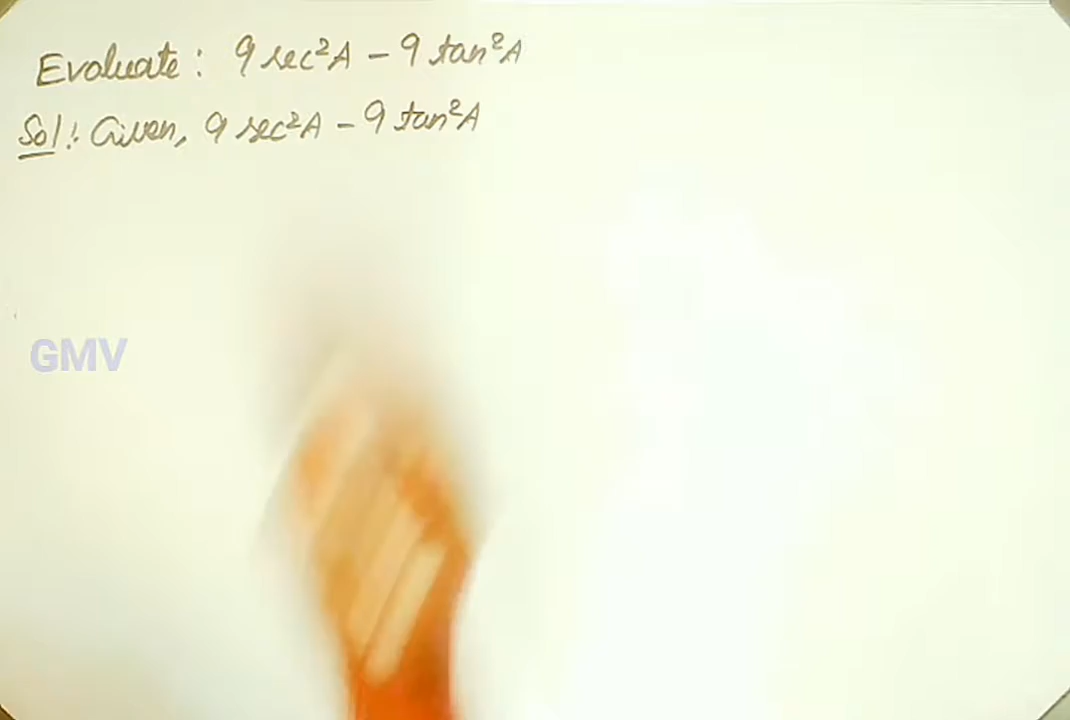 Evaluate : 9 sec²A – 9 tan²A
Sol : Given, 9 sec²A – 9 tan²A
GMV